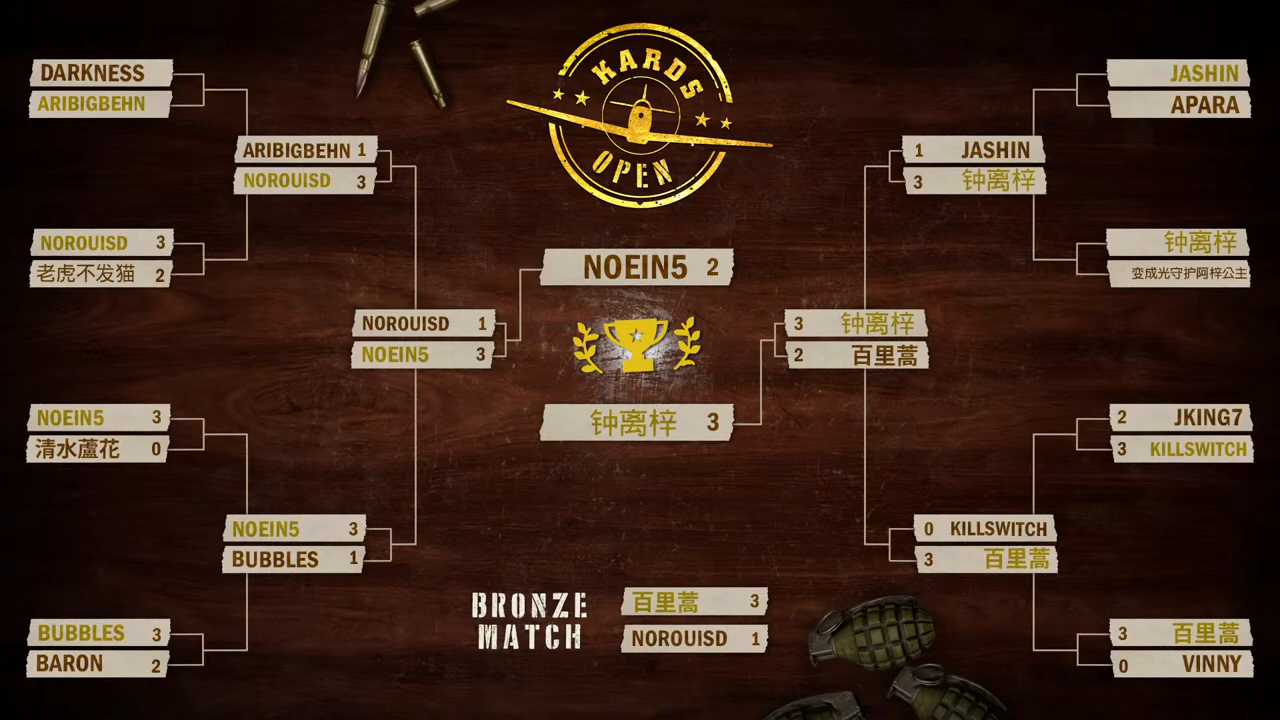 KARDS
OPEN
DARKNESS
ARIBIGBEHN
ARIBIGBEHN 1
NOROUISD 3
NOROUISD 3
老虎不发猫 2
NOROUISD 1
NOEIN5 3
NOEIN5 3
清水蘆花 0
NOEIN5 3
BUBBLES 1
BUBBLES 3
BARON 2
NOEIN5 2
钟离梓 3
JASHIN
APARA
1 JASHIN
3 钟离梓
钟离梓
变成光守护阿梓公主
3 钟离梓
2 百里蒿
2 JKING7
3 KILLSWITCH
0 KILLSWITCH
3 百里蒿
3 百里蒿
0 VINNY
BRONZE
MATCH
百里蒿 3
NOROUISD 1